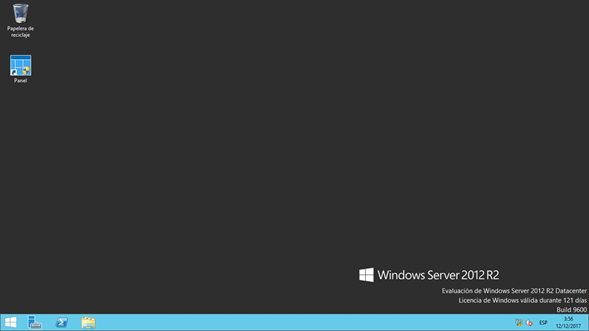 Papelera de
reciclaje
Panel
Windows Server 2012 R2
Evaluación de Windows Server 2012 R2 Datacenter
Licencia de Windows válida durante 121 días
Build 9600
ESP
3:56
12/12/2017